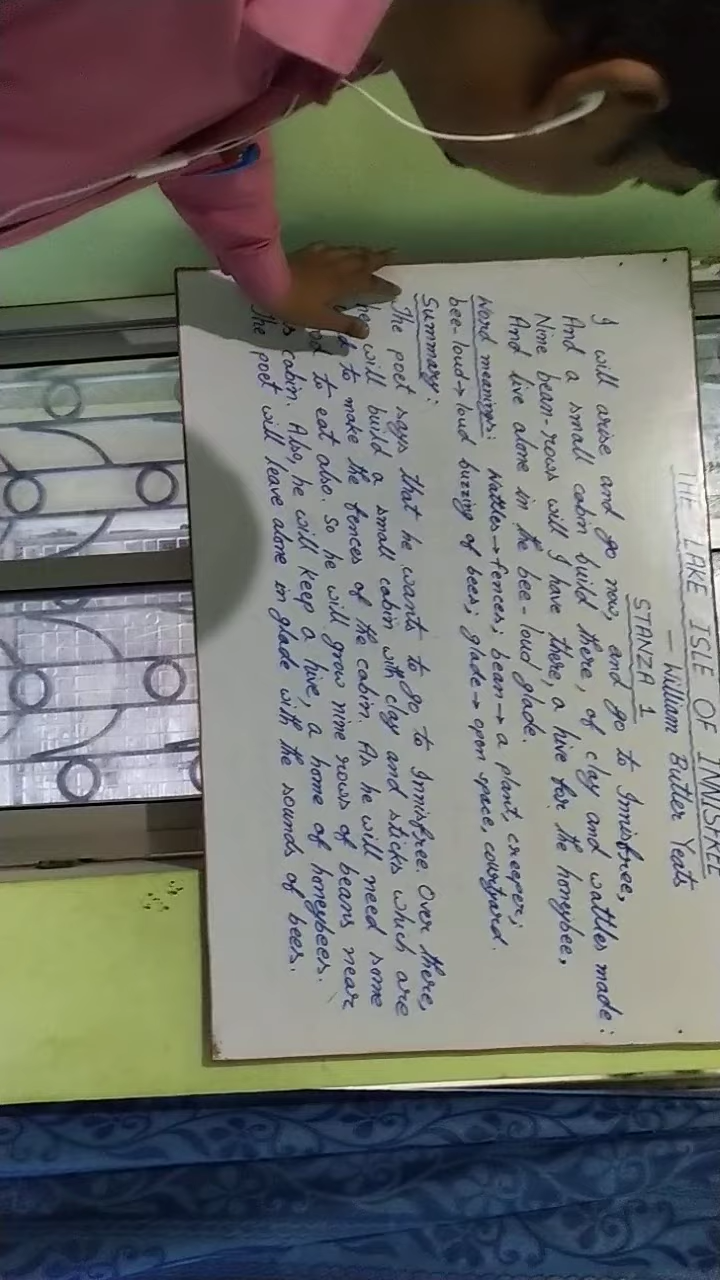 THE LAKE ISLE OF INNISFREE
- William Butler Yeats
STANZA 1
I will arise and go now, and go to Innisfree,
And a small cabin build there, of clay and wattles made:
Nine bean-rows will I have there, a hive for the honeybee,
And live alone in the bee-loud glade.
Word meanings: Wattles→fences; bean→ a plant, creeper;
bee-loud→loud buzzing of bees; glade→ open space, courtyard.
Summary:
The poet says that he wants to go to Innisfree. Over there,
he will build a small cabin with clay and sticks which are
to make the fences of the cabin. As he will need some
to eat also. So he will grow nine rows of beans near
cabin. Also, he will keep a hive, a home of honeybees.
The poet will leave alone in glade with the sounds of bees.